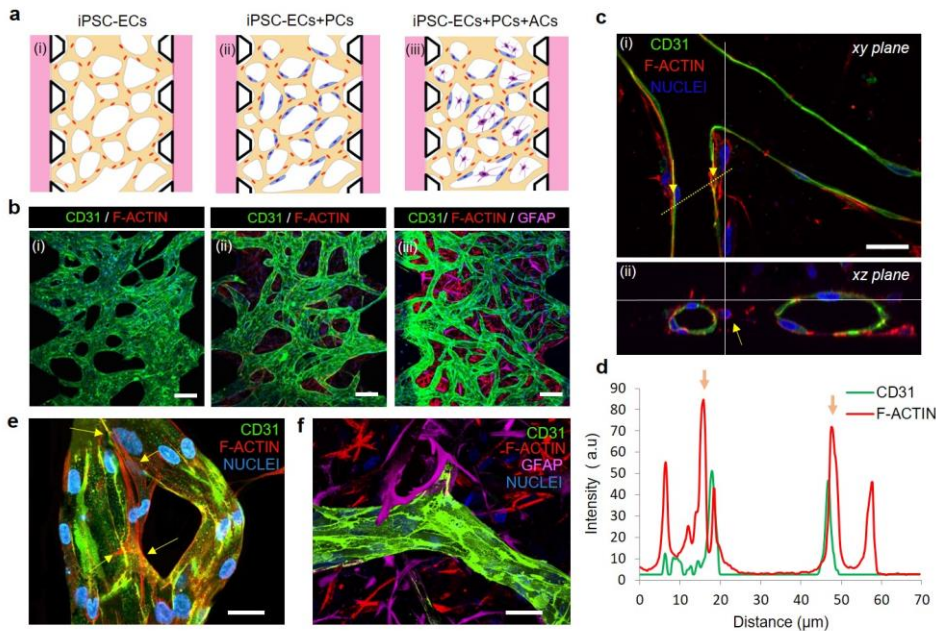 a
iPSC-ECs
iPSC-ECs+PCs
iPSC-ECs+PCs+ACs
(i)
(ii)
(iii)
b
CD31 / F-ACTIN
CD31 / F-ACTIN
CD31/ F-ACTIN / GFAP
(i)
(ii)
(iii)
c
(i)
xy plane
CD31
F-ACTIN
NUCLEI
(ii)
xz plane
d
90
80
70
60
50
40
30
20
10
0
Intensity ( a.u)
CD31
F-ACTIN
0 10 20 30 40 50 60 70
Distance (µm)
e
CD31
F-ACTIN
NUCLEI
f
CD31
F-ACTIN
GFAP
NUCLEI